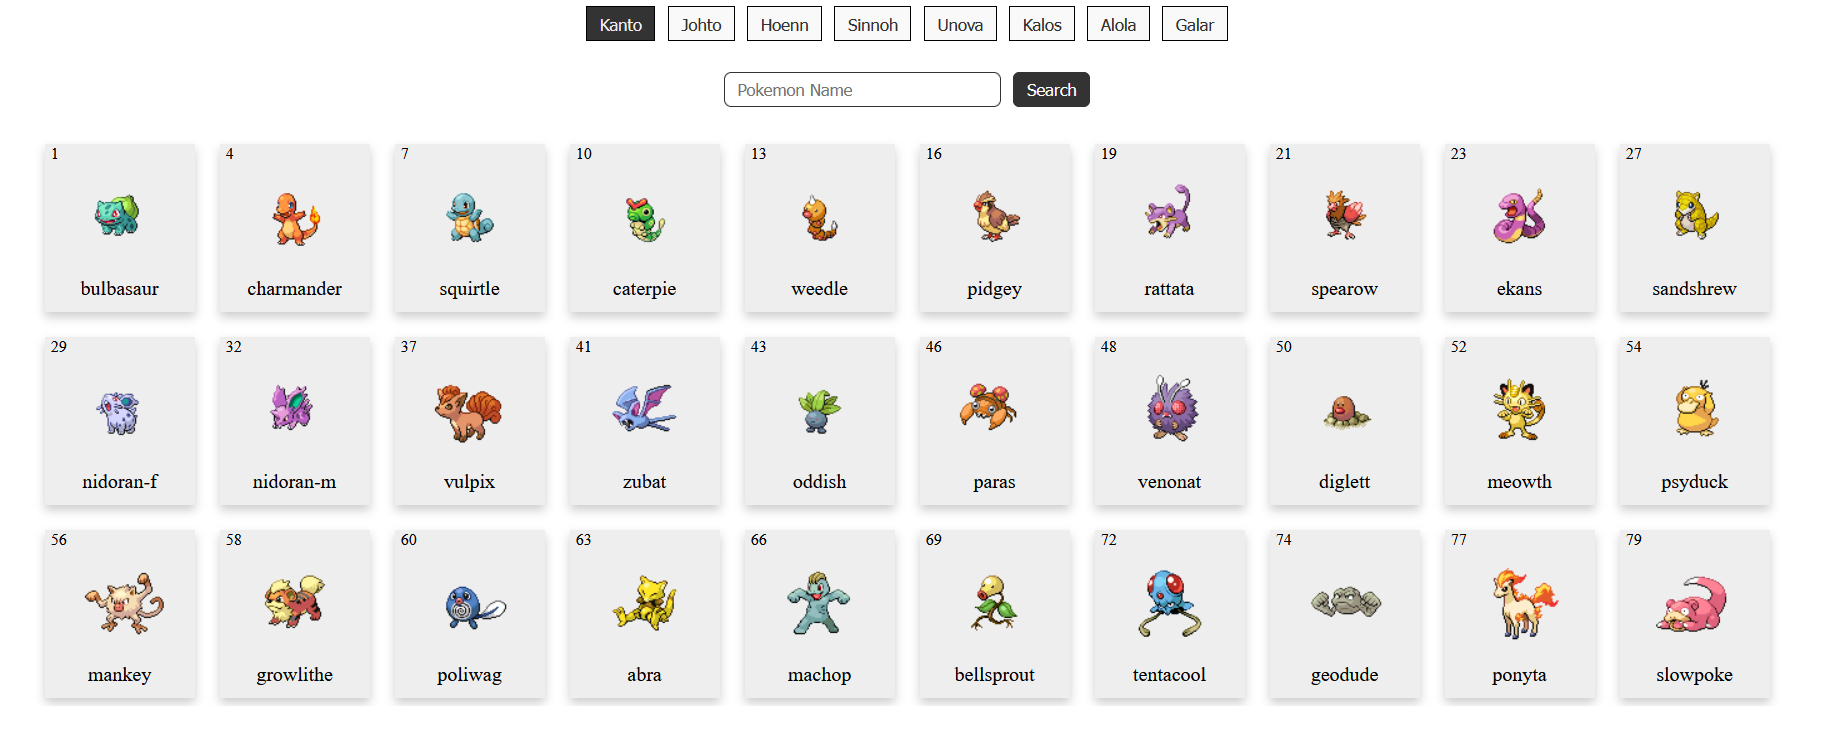 Kanto Johto Hoenn Sinnoh Unova Kalos Alola Galar
Pokemon Name Search
1 4 7 10 13 16 19 21 23 27
bulbasaur charmander squirtle caterpie weedle pidgey rattata spearow ekans sandshrew
29 32 37 41 43 46 48 50 52 54
nidoran-f nidoran-m vulpix zubat oddish paras venonat diglett meowth psyduck
56 58 60 63 66 69 72 74 77 79
mankey growlithe poliwag abra machop bellsprout tentacool geodude ponyta slowpoke